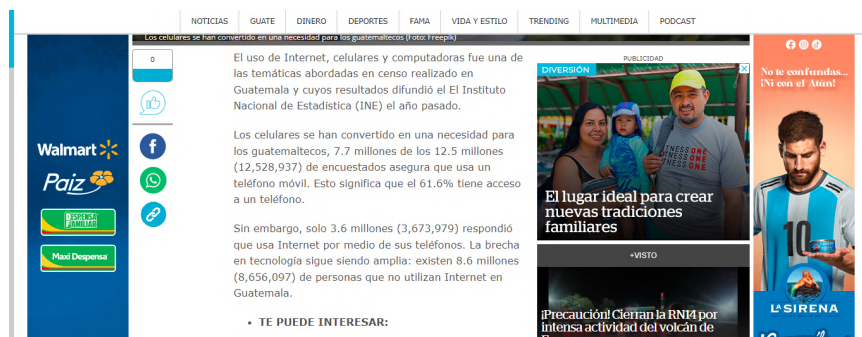 NOTICIAS GUATE DINERO DEPORTES FAMA VIDA Y ESTILO TRENDING MULTIMEDIA PODCAST
Los celulares se han convertido en una necesidad para los guatemaltecos (Foto: Freepik)
0
El uso de Internet, celulares y computadoras fue una de
las temáticas abordadas en censo realizado en
Guatemala y cuyos resultados difundió el El Instituto
Nacional de Estadística (INE) el año pasado.
Los celulares se han convertido en una necesidad para
los guatemaltecos, 7.7 millones de los 12.5 millones
(12,528,937) de encuestados asegura que usa un
teléfono móvil. Esto significa que el 61.6% tiene acceso
a un teléfono.
Sin embargo, solo 3.6 millones (3,673,979) respondió
que usa Internet por medio de sus teléfonos. La brecha
en tecnología sigue siendo amplia: existen 8.6 millones
(8,656,097) de personas que no utilizan Internet en
Guatemala.
• TE PUEDE INTERESAR:
Walmart
Paiz
DESPENSA
FAMILIAR
Maxi Despensa
PUBLICIDAD
DIVERSIÓN
El lugar ideal para crear
nuevas tradiciones
familiares
+VISTO
¡Precaución! Cierran la RN14 por
intensa actividad del volcán de
No te confundas...
¡Ni con el Atún!
10
LA SIRENA